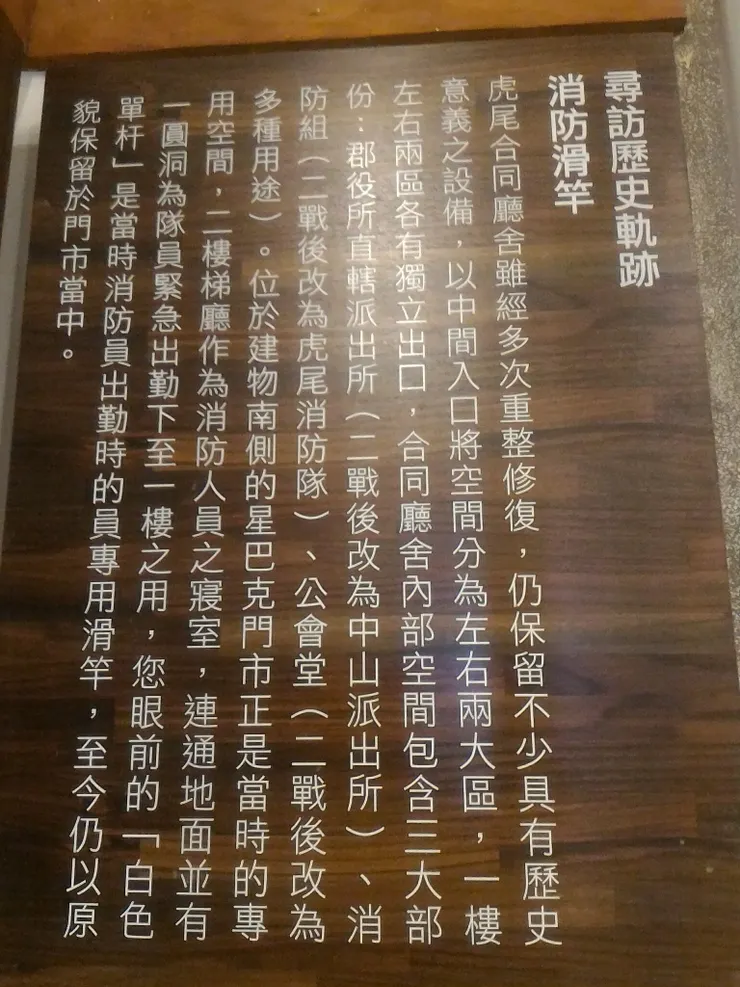 尋訪歷史軌跡
消防滑竿
虎尾合同廳舍雖經多次重整修復，仍保留不少具有歷史
意義之設備，以中間入口將空間分為左右兩大區，一樓
左右兩區各有獨立出口，合同廳舍內部空間包含三大部
份：郡役所直轄派出所（二戰後改為中山派出所）、消
防組（二戰後改為虎尾消防隊）、公會堂（二戰後改為
多種用途）。位於建物南側的星巴克門市正是當時的專
用空間，二樓梯廳作為消防人員之寢室，連通地面並有
一圓洞為隊員緊急出勤下至一樓之用，您眼前的「白色
單杆」是當時消防員出勤時的員專用滑竿，至今仍以原
貌保留於門市當中。